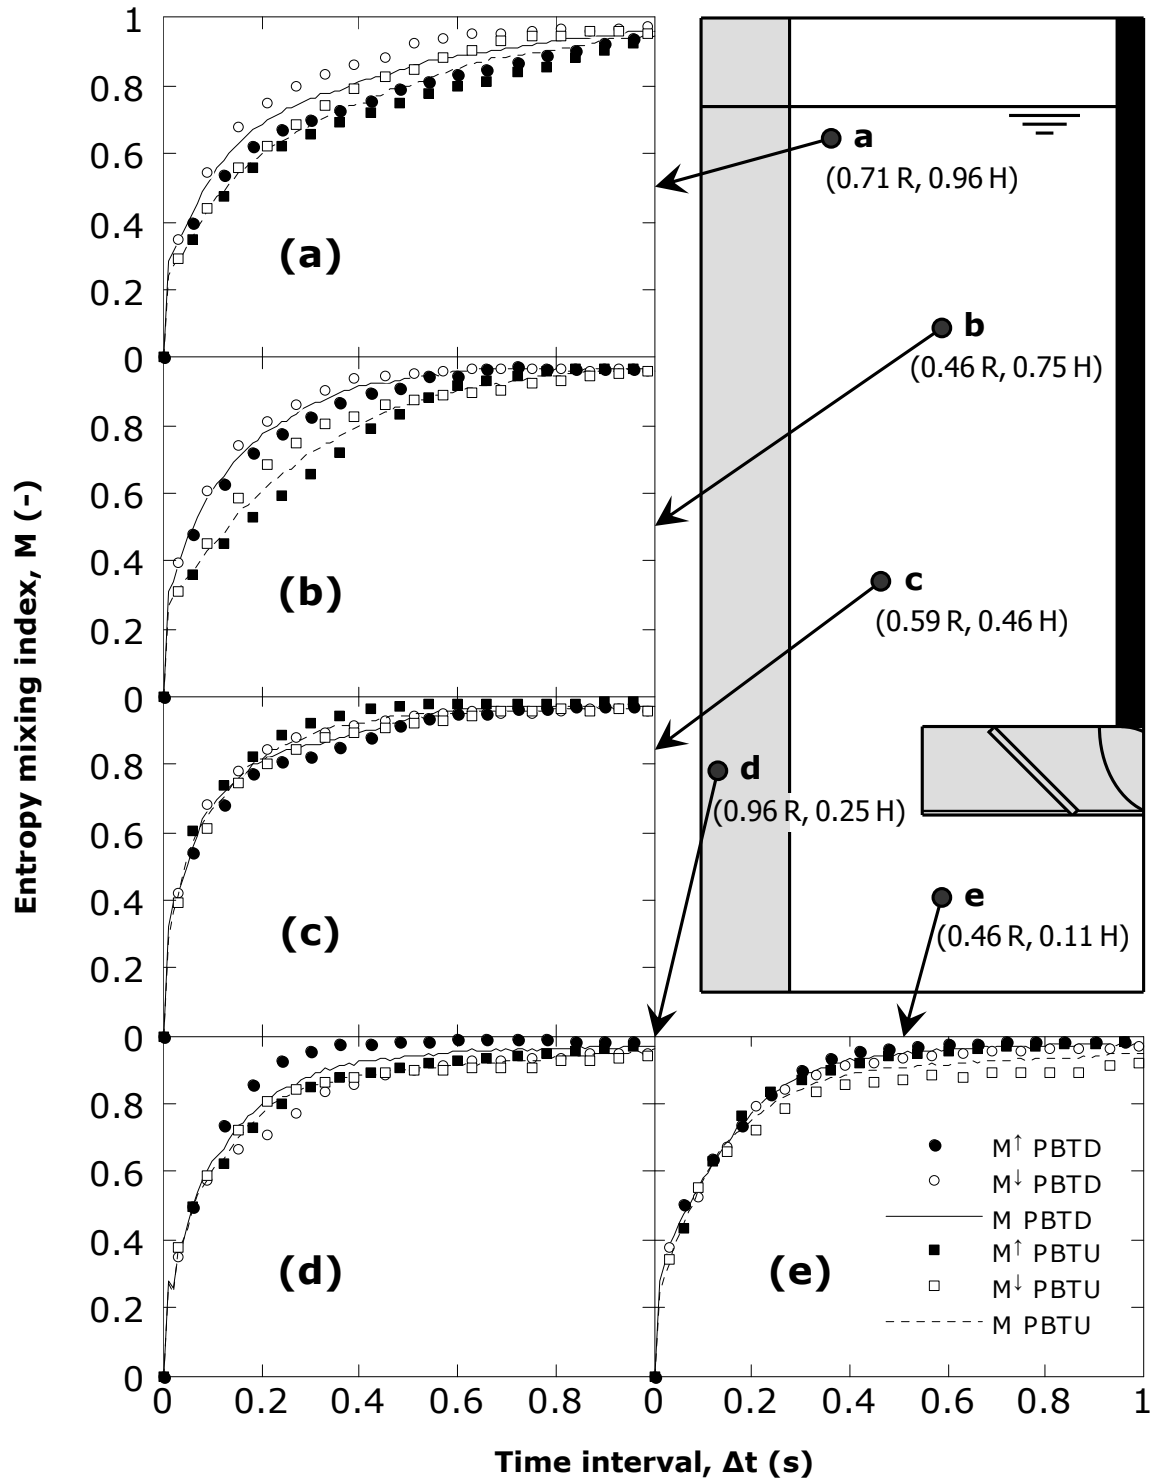 Entropy mixing index, M (-)
1
0.8
0.6
0.4
0.2
0
(a)
0.8
0.6
0.4
0.2
0
(b)
0.8
0.6
0.4
0.2
0
(c)
0.8
0.6
0.4
0.2
0
(d)
(e)
a
(0.71 R, 0.96 H)
b
(0.46 R, 0.75 H)
c
(0.59 R, 0.46 H)
d
(0.96 R, 0.25 H)
e
(0.46 R, 0.11 H)
M↑ PBTD
M↓ PBTD
M PBTD
M↑ PBTU
M↓ PBTU
M PBTU
0 0.2 0.4 0.6 0.8 0 0.2 0.4 0.6 0.8 1
Time interval, Δt (s)